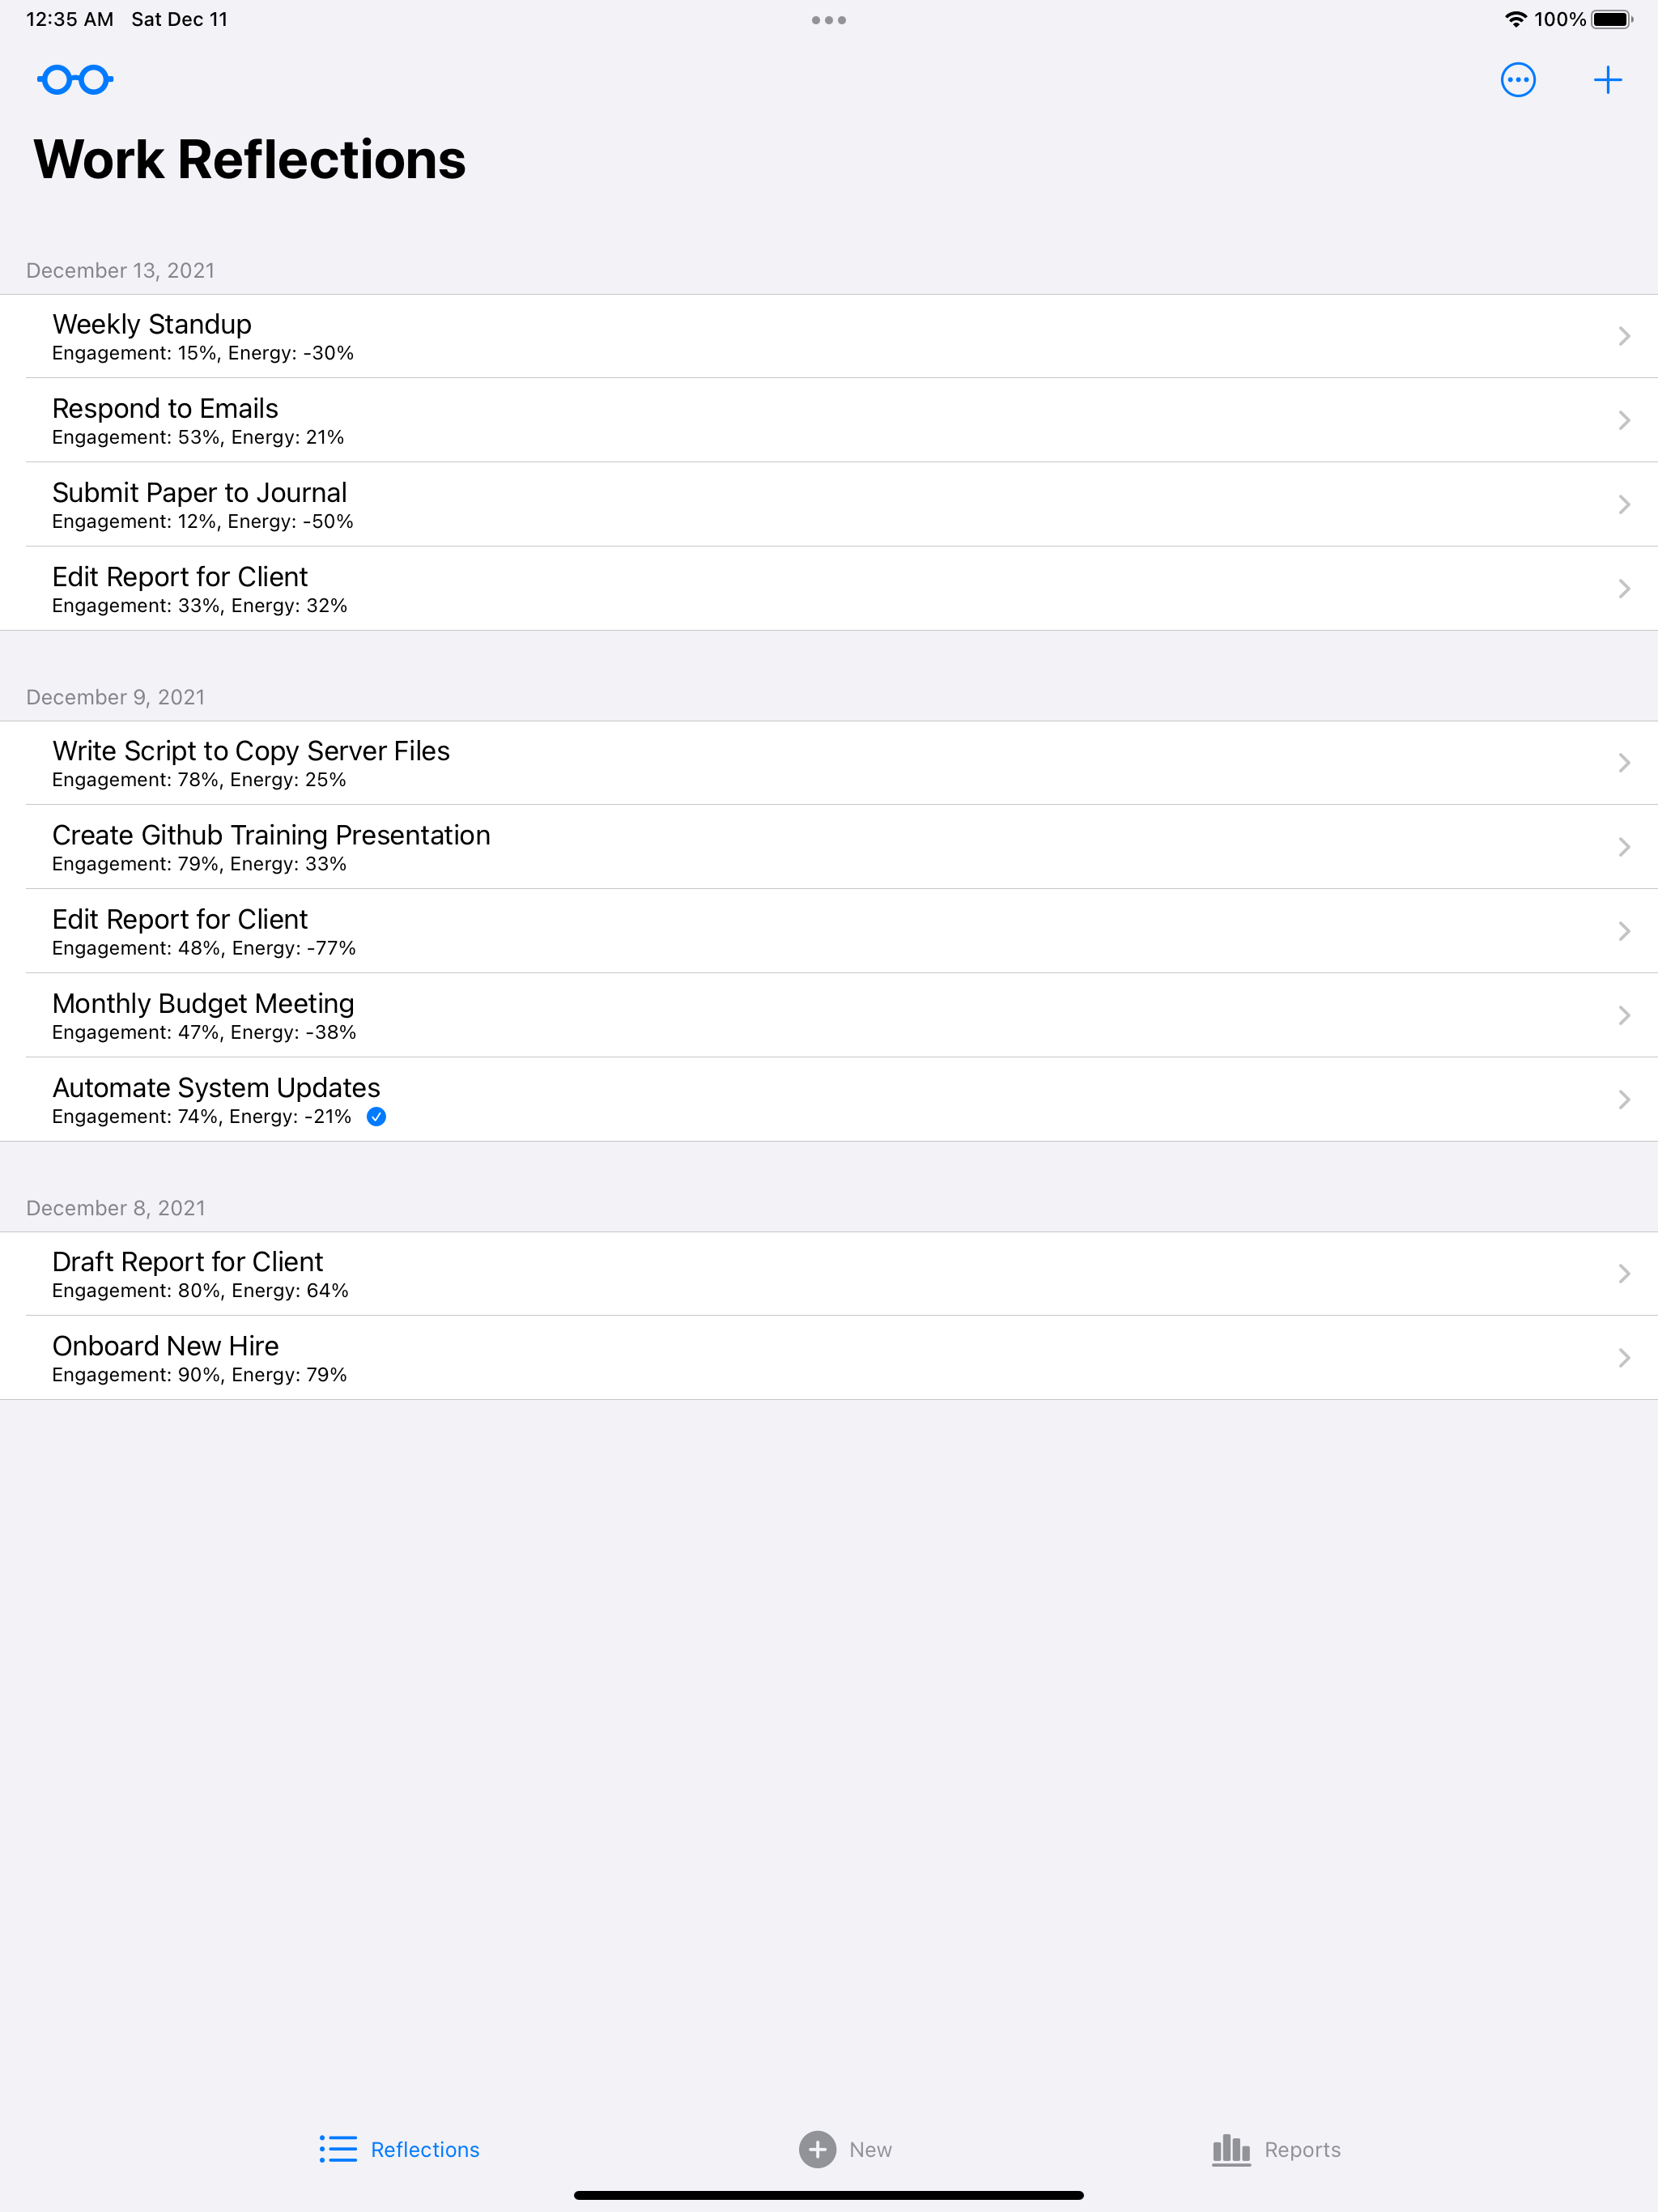 12:35 AM Sat Dec 11
100%
Work Reflections
December 13, 2021
Weekly Standup
Engagement: 15%, Energy: -30%
Respond to Emails
Engagement: 53%, Energy: 21%
Submit Paper to Journal
Engagement: 12%, Energy: -50%
Edit Report for Client
Engagement: 33%, Energy: 32%
December 9, 2021
Write Script to Copy Server Files
Engagement: 78%, Energy: 25%
Create Github Training Presentation
Engagement: 79%, Energy: 33%
Edit Report for Client
Engagement: 48%, Energy: -77%
Monthly Budget Meeting
Engagement: 47%, Energy: -38%
Automate System Updates
Engagement: 74%, Energy: -21%
December 8, 2021
Draft Report for Client
Engagement: 80%, Energy: 64%
Onboard New Hire
Engagement: 90%, Energy: 79%
Reflections
New
Reports